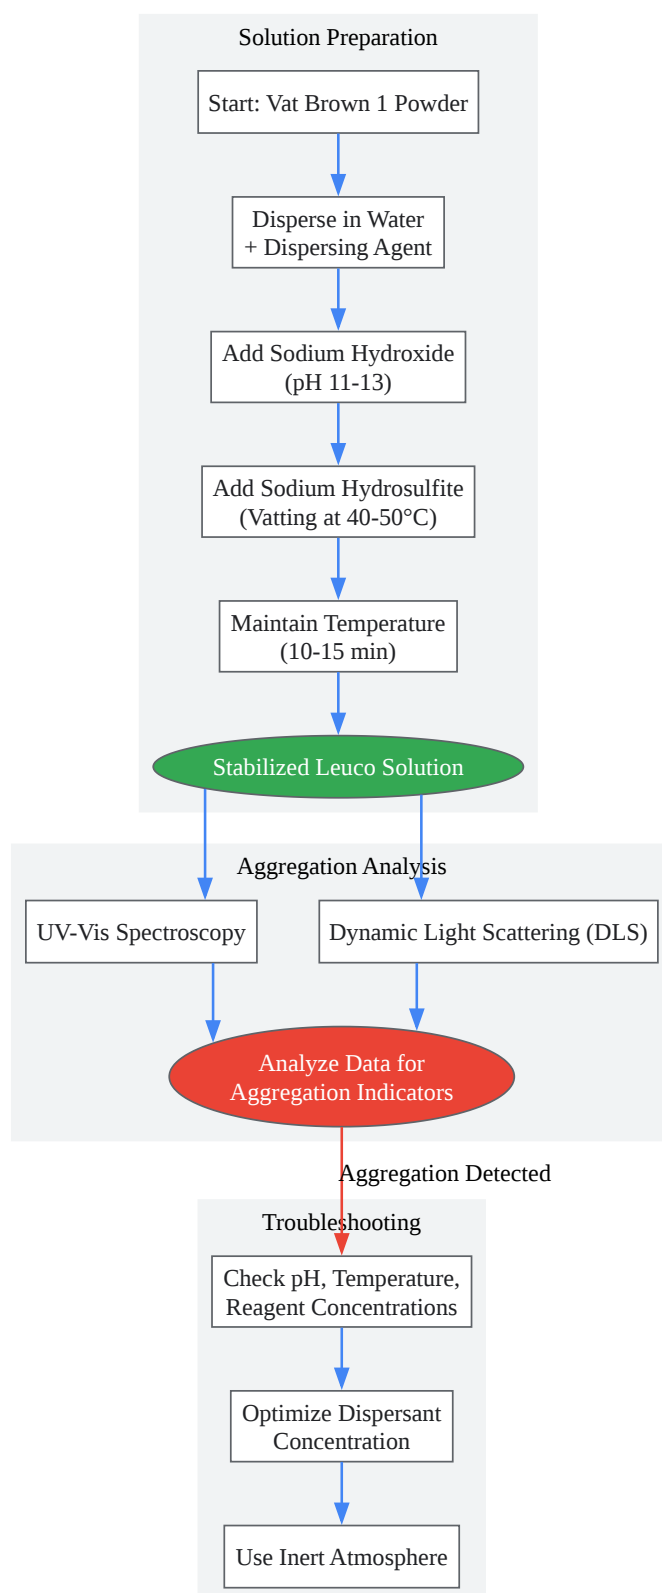 Solution Preparation
Start: Vat Brown 1 Powder
Disperse in Water
+ Dispersing Agent
Add Sodium Hydroxide
(pH 11-13)
Add Sodium Hydrosulfite
(Vatting at 40-50°C)
Maintain Temperature
(10-15 min)
Stabilized Leuco Solution
Aggregation Analysis
UV-Vis Spectroscopy
Dynamic Light Scattering (DLS)
Analyze Data for
Aggregation Indicators
Aggregation Detected
Troubleshooting
Check pH, Temperature,
Reagent Concentrations
Optimize Dispersant
Concentration
Use Inert Atmosphere